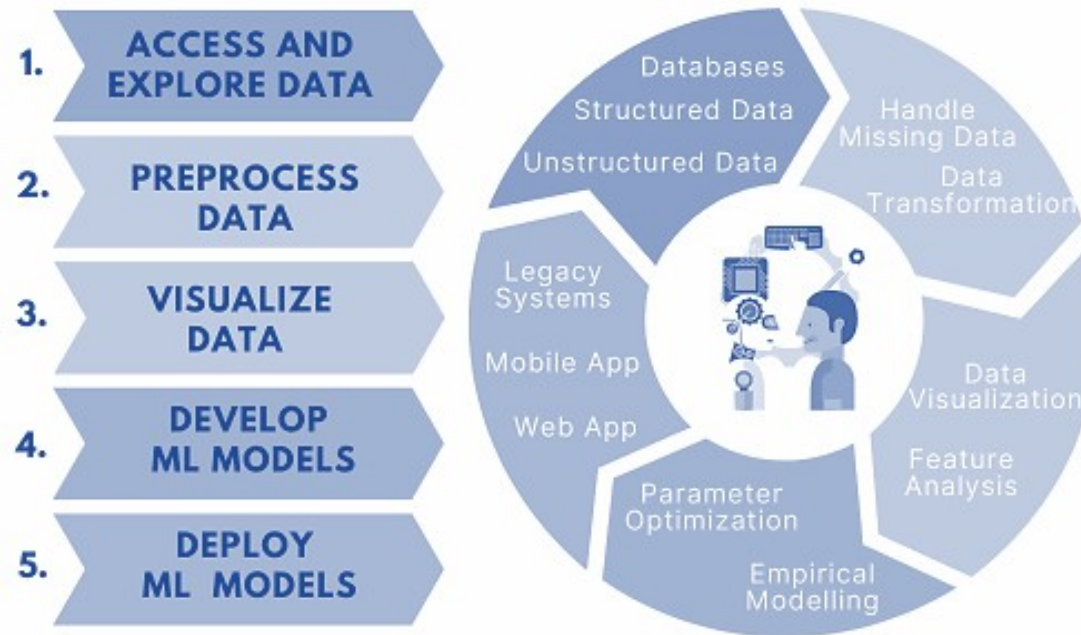 1.
ACCESS AND
EXPLORE DATA
2.
PREPROCESS
DATA
3.
VISUALIZE
DATA
4.
DEVELOP
ML MODELS
5.
DEPLOY
ML MODELS
Databases
Structured Data
Unstructured Data
Handle
Missing Data
Data
Transformation
Data
Visualization
Feature
Analysis
Parameter
Optimization
Empirical
Modelling
Legacy
Systems
Mobile App
Web App